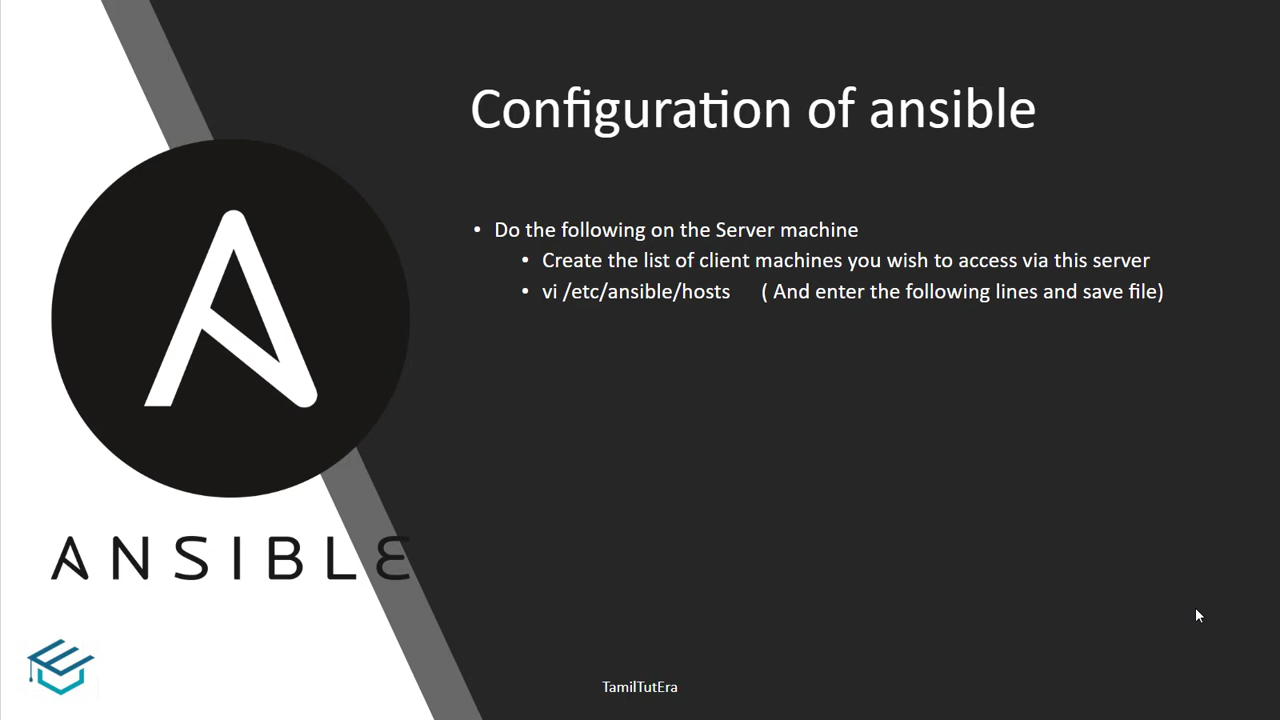 Configuration of ansible
• Do the following on the Server machine
• Create the list of client machines you wish to access via this server
• vi /etc/ansible/hosts ( And enter the following lines and save file)
ANSIBLE
TamilTutEra